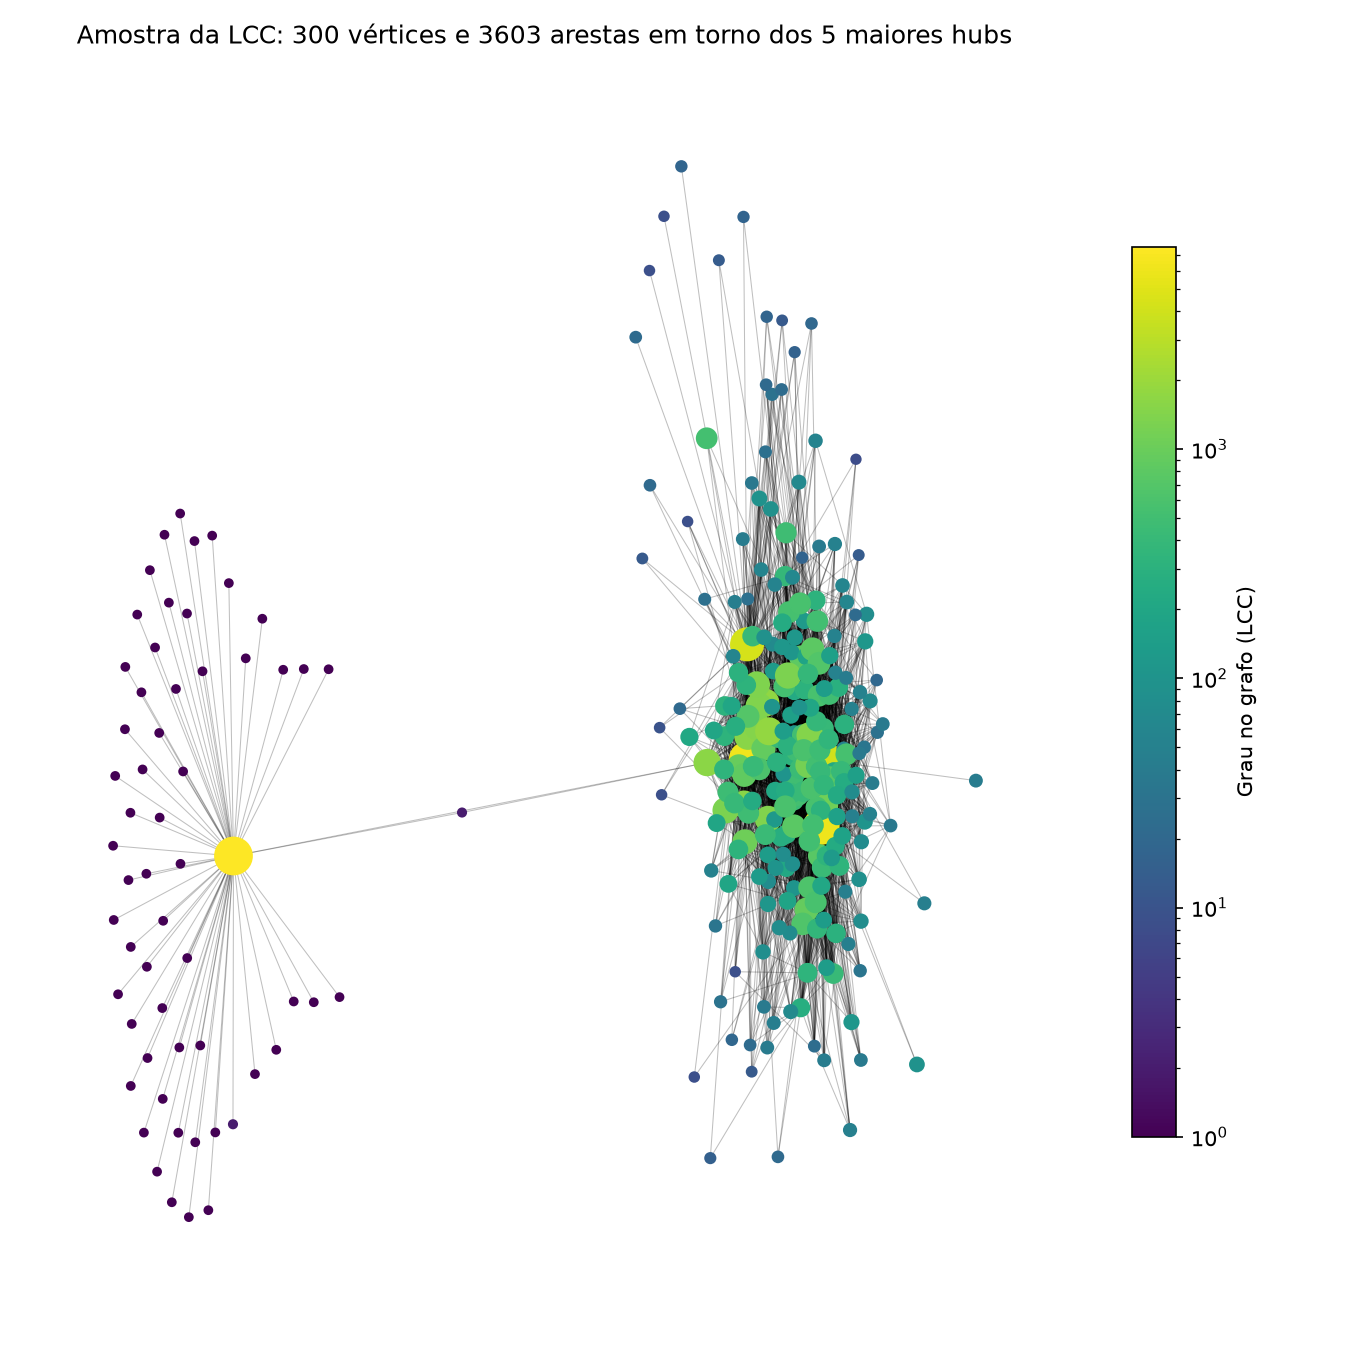 Amostra da LCC: 300 vértices e 3603 arestas em torno dos 5 maiores hubs
10³
10²
10¹
10⁰
Grau no grafo (LCC)